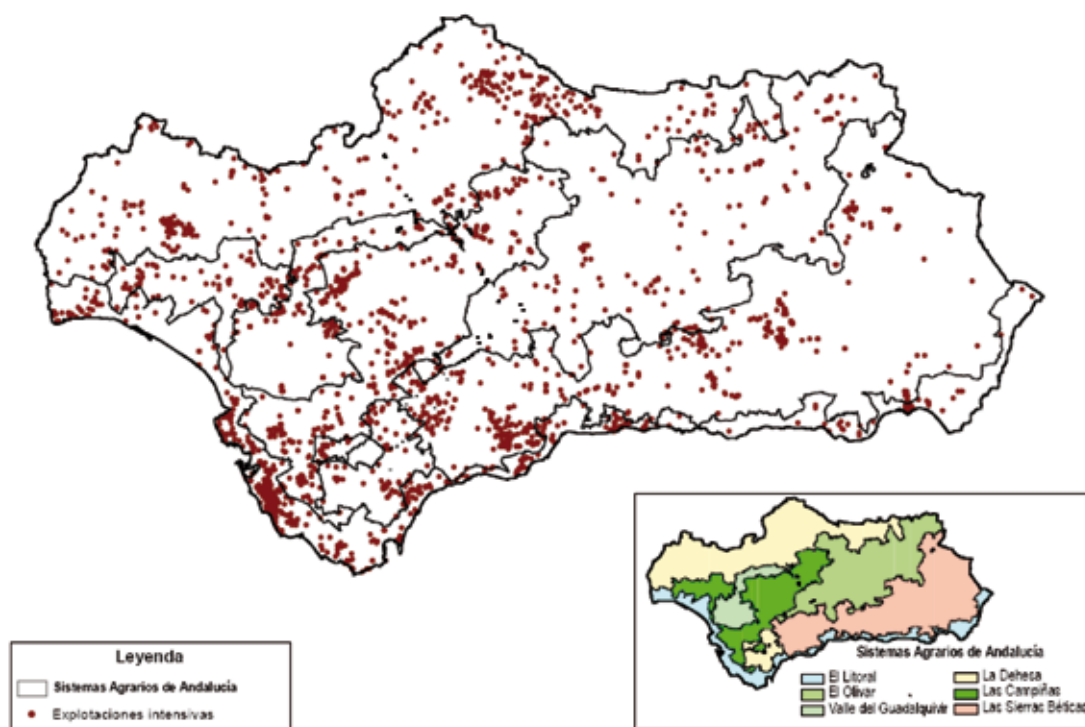 Leyenda
Sistemas Agrarios de Andalucía
Explotaciones intensivas
Sistemas Agrarios de Andalucía
El Litoral
La Dehesa
El Olivar
Las Campiñas
Valle del Guadalquivir
Las Sierras Béticas